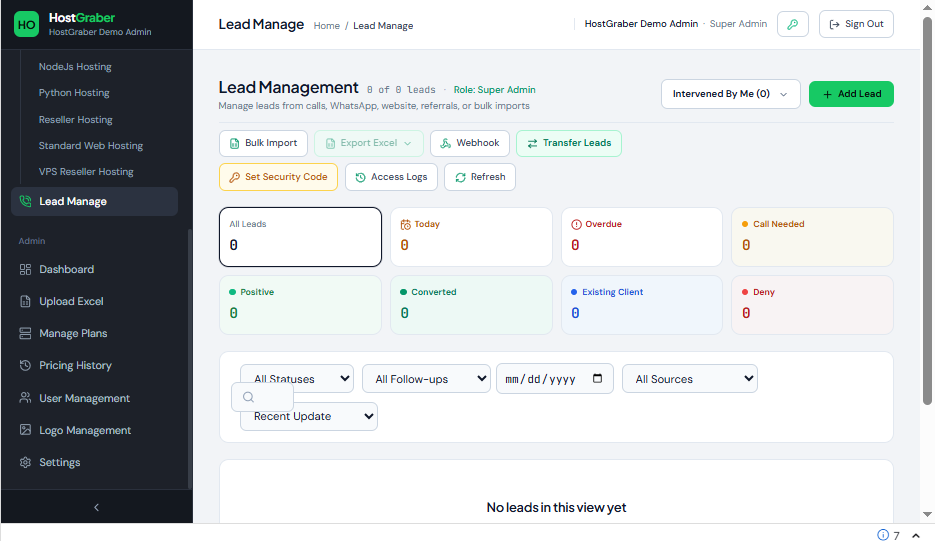 HO
HostGraber
HostGraber Demo Admin
NodeJs Hosting
Python Hosting
Reseller Hosting
Standard Web Hosting
VPS Reseller Hosting
Lead Manage
Admin
Dashboard
Upload Excel
Manage Plans
Pricing History
User Management
Logo Management
Settings
Lead Manage Home / Lead Manage
HostGraber Demo Admin · Super Admin
Sign Out
Lead Management 0 of 0 leads · Role: Super Admin
Manage leads from calls, WhatsApp, website, referrals, or bulk imports
Intervened By Me (0)
+ Add Lead
Bulk Import Export Excel Webhook Transfer Leads
Set Security Code Access Logs Refresh
All Leads Today Overdue Call Needed
0 0 0 0
Positive Converted Existing Client Deny
0 0 0 0
All Statuses All Follow-ups mm/dd/yyyy All Sources
Recent Update
No leads in this view yet
7